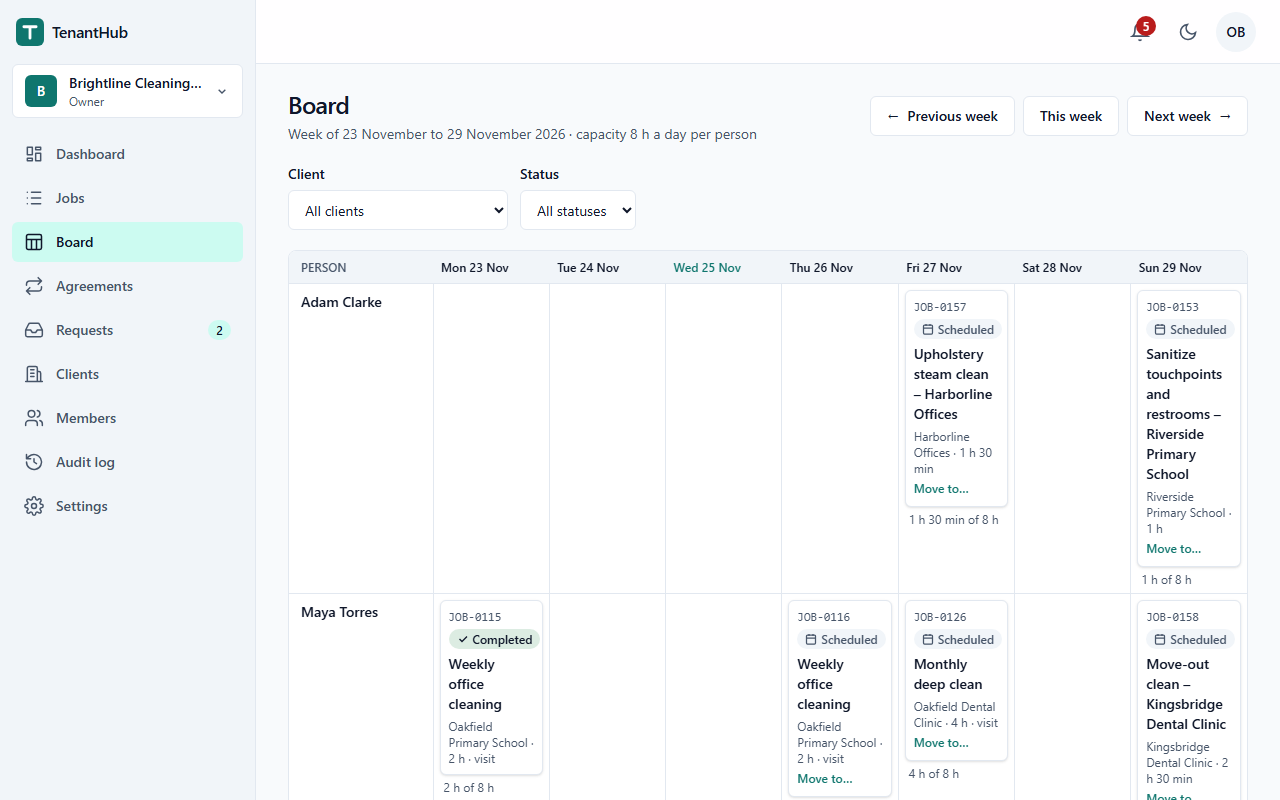 TenantHub
5
OB
B
Brightline Cleaning...
Owner
Dashboard
Jobs
Board
Agreements
Requests
2
Clients
Members
Audit log
Settings
Board
Week of 23 November to 29 November 2026 · capacity 8 h a day per person
← Previous week
This week
Next week →
Client
Status
All clients
All statuses
PERSON
Mon 23 Nov
Tue 24 Nov
Wed 25 Nov
Thu 26 Nov
Fri 27 Nov
Sat 28 Nov
Sun 29 Nov
Adam Clarke
JOB-0157
Scheduled
Upholstery
steam clean
– Harborline
Offices
Harborline
Offices · 1 h 30
min
Move to...
1 h 30 min of 8 h
JOB-0153
Scheduled
Sanitize
touchpoints
and
restrooms –
Riverside
Primary
School
Riverside
Primary School ·
1 h
Move to...
1 h of 8 h
Maya Torres
JOB-0115
Completed
Weekly
office
cleaning
Oakfield
Primary School ·
2 h · visit
2 h of 8 h
JOB-0116
Scheduled
Weekly
office
cleaning
Oakfield
Primary School ·
2 h · visit
Move to...
JOB-0126
Scheduled
Monthly
deep clean
Oakfield Dental
Clinic · 4 h · visit
Move to...
4 h of 8 h
JOB-0158
Scheduled
Move-out
clean –
Kingsbridge
Dental Clinic
Kingsbridge
Dental Clinic · 2
h 30 min
Move to...